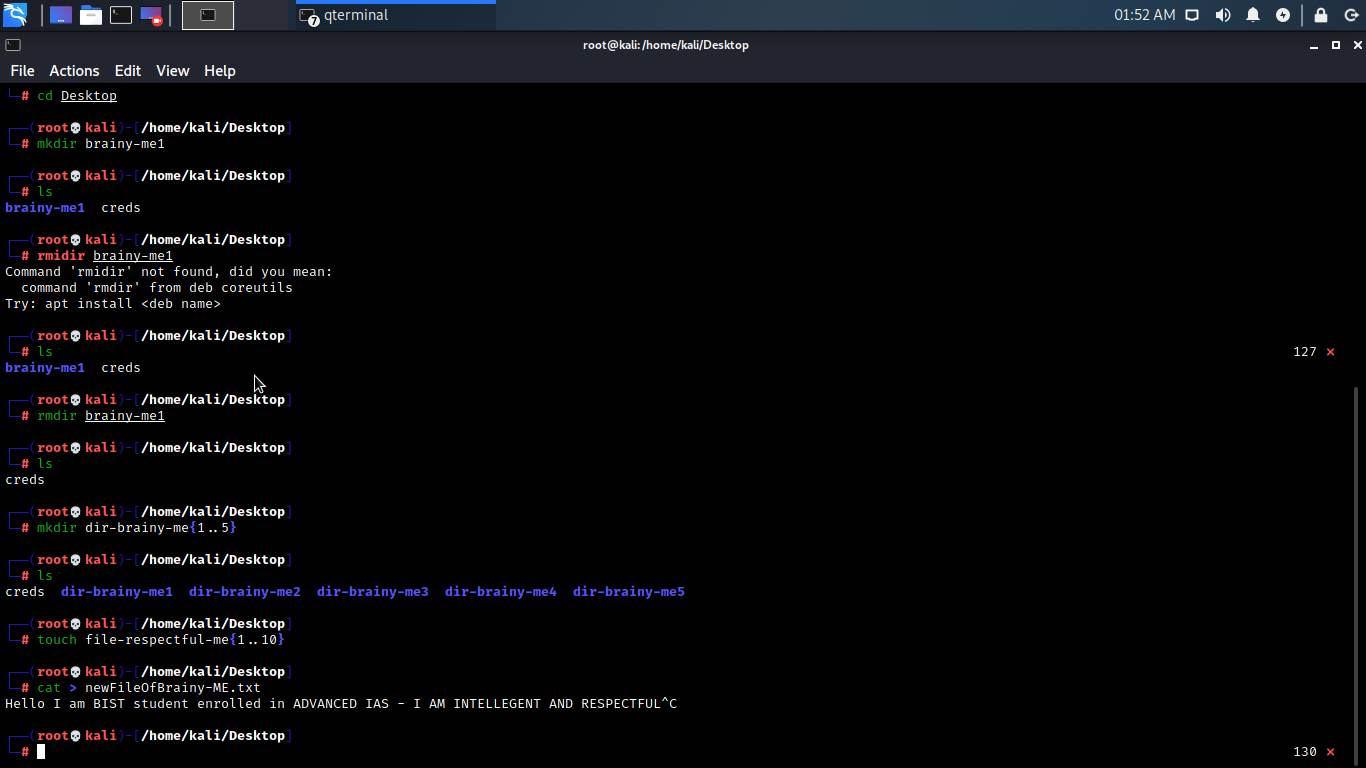 7 qterminal 01:52 AM
root@kali: /home/kali/Desktop
File Actions Edit View Help
└─# cd Desktop
┌──(root💀kali)-[/home/kali/Desktop]
└─# mkdir brainy-me1
┌──(root💀kali)-[/home/kali/Desktop]
└─# ls
brainy-me1  creds
┌──(root💀kali)-[/home/kali/Desktop]
└─# rmidir brainy-me1
Command 'rmidir' not found, did you mean:
  command 'rmdir' from deb coreutils
Try: apt install <deb name>
┌──(root💀kali)-[/home/kali/Desktop]
└─# ls 127 ⨯
brainy-me1  creds
┌──(root💀kali)-[/home/kali/Desktop]
└─# rmdir brainy-me1
┌──(root💀kali)-[/home/kali/Desktop]
└─# ls
creds
┌──(root💀kali)-[/home/kali/Desktop]
└─# mkdir dir-brainy-me{1..5}
┌──(root💀kali)-[/home/kali/Desktop]
└─# ls
creds  dir-brainy-me1  dir-brainy-me2  dir-brainy-me3  dir-brainy-me4  dir-brainy-me5
┌──(root💀kali)-[/home/kali/Desktop]
└─# touch file-respectful-me{1..10}
┌──(root💀kali)-[/home/kali/Desktop]
└─# cat > newFileOfBrainy-ME.txt
Hello I am BIST student enrolled in ADVANCED IAS - I AM INTELLEGENT AND RESPECTFUL^C
┌──(root💀kali)-[/home/kali/Desktop]
└─# 130 ⨯